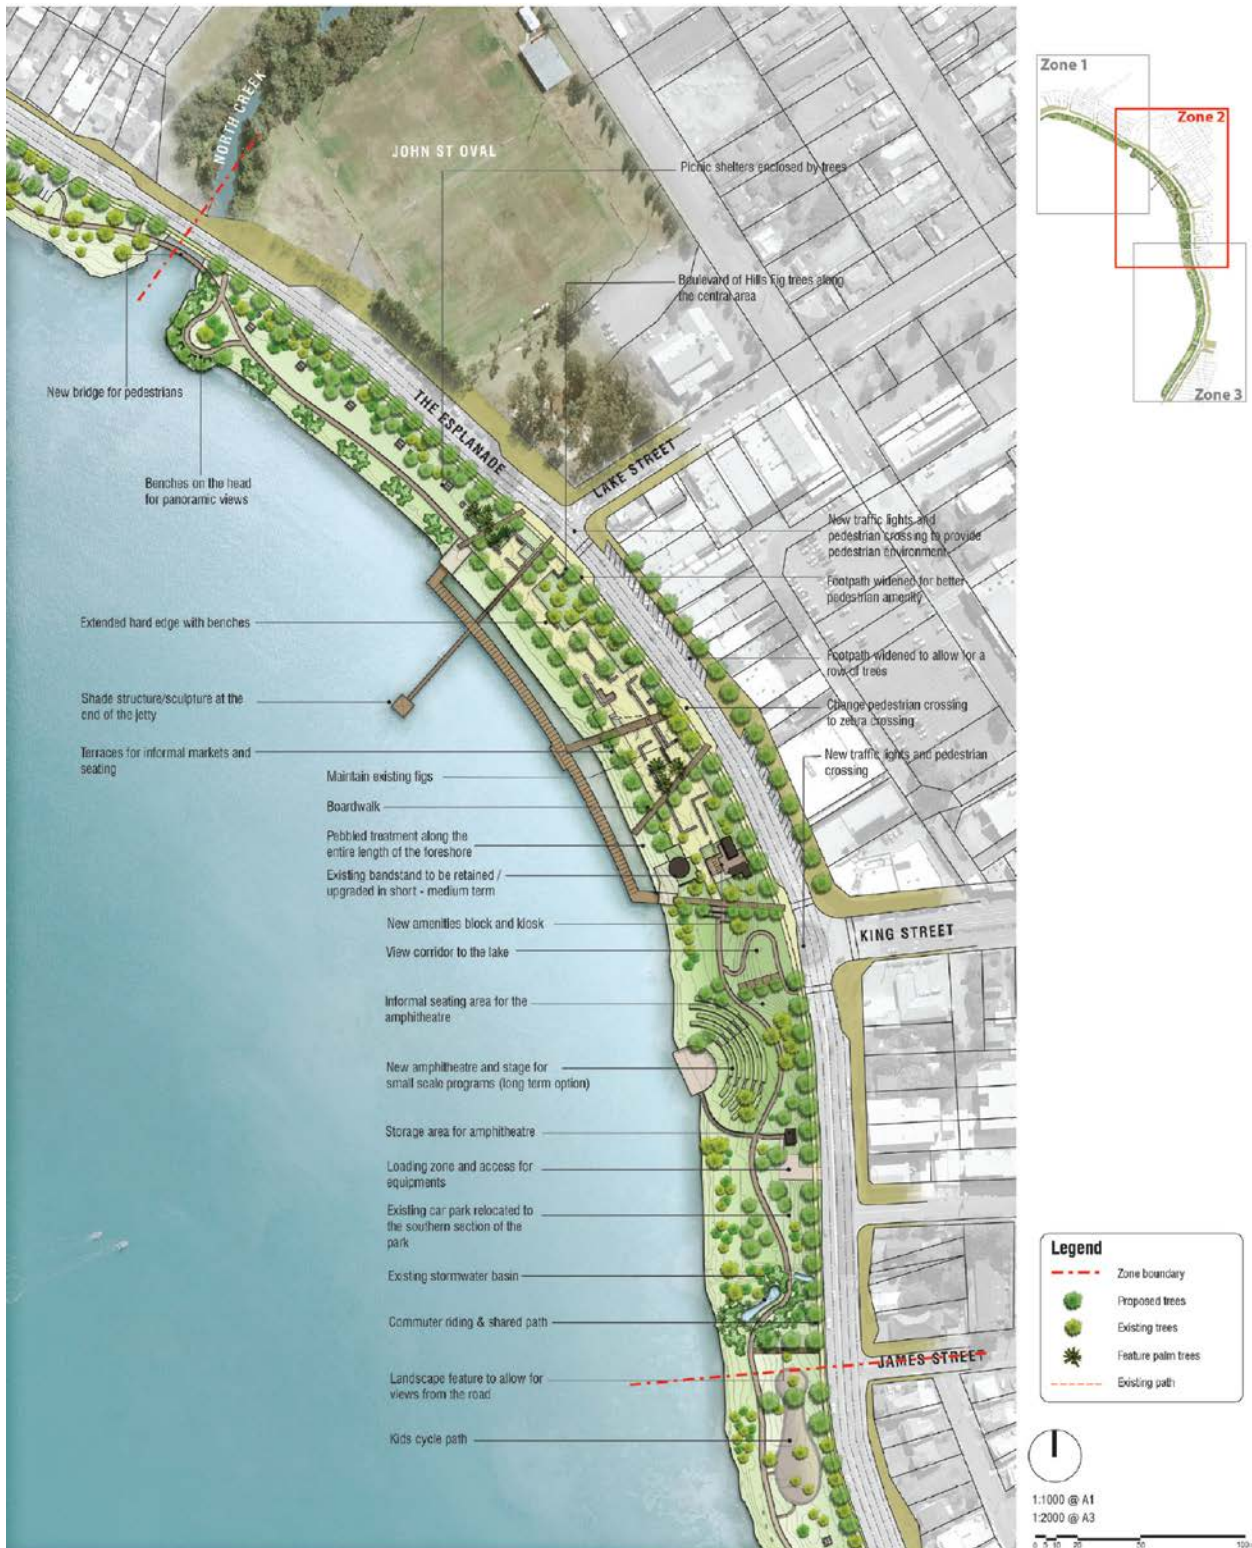 NORTH CREEK
JOHN ST OVAL
Picnic shelters enclosed by trees
Boulevard of Hills Fig trees along
the central area
New bridge for pedestrians
THE ESPLANADE
LAKE STREET
Benches on the head
for panoramic views
New traffic lights and
pedestrian crossing to provide
pedestrian environment
Footpath widened for better
pedestrian amenity
Extended hard edge with benches
Footpath widened to allow for a
row of trees
Shade structure/sculpture at the
end of the jetty
Change pedestrian crossing
to zebra crossing
Terraces for informal markets and
seating
New traffic lights and pedestrian
crossing
Maintain existing figs
Boardwalk
Pebbled treatment along the
entire length of the foreshore
Existing bandstand to be retained /
upgraded in short - medium term
New amenities block and kiosk
KING STREET
View corridor to the lake
Informal seating area for the
amphitheatre
New amphitheatre and stage for
small scale programs (long term option)
Storage area for amphitheatre
Loading zone and access for
equipments
Existing car park relocated to
the southern section of the
park
Existing stormwater basin
Commuter riding & shared path
JAMES STREET
Landscape feature to allow for
views from the road
Kids cycle path
Zone 1
Zone 2
Zone 3
Legend
Zone boundary
Proposed trees
Existing trees
Feature palm trees
Existing path
1:1000 @ A1
1:2000 @ A3
0 5 10 20 50 100